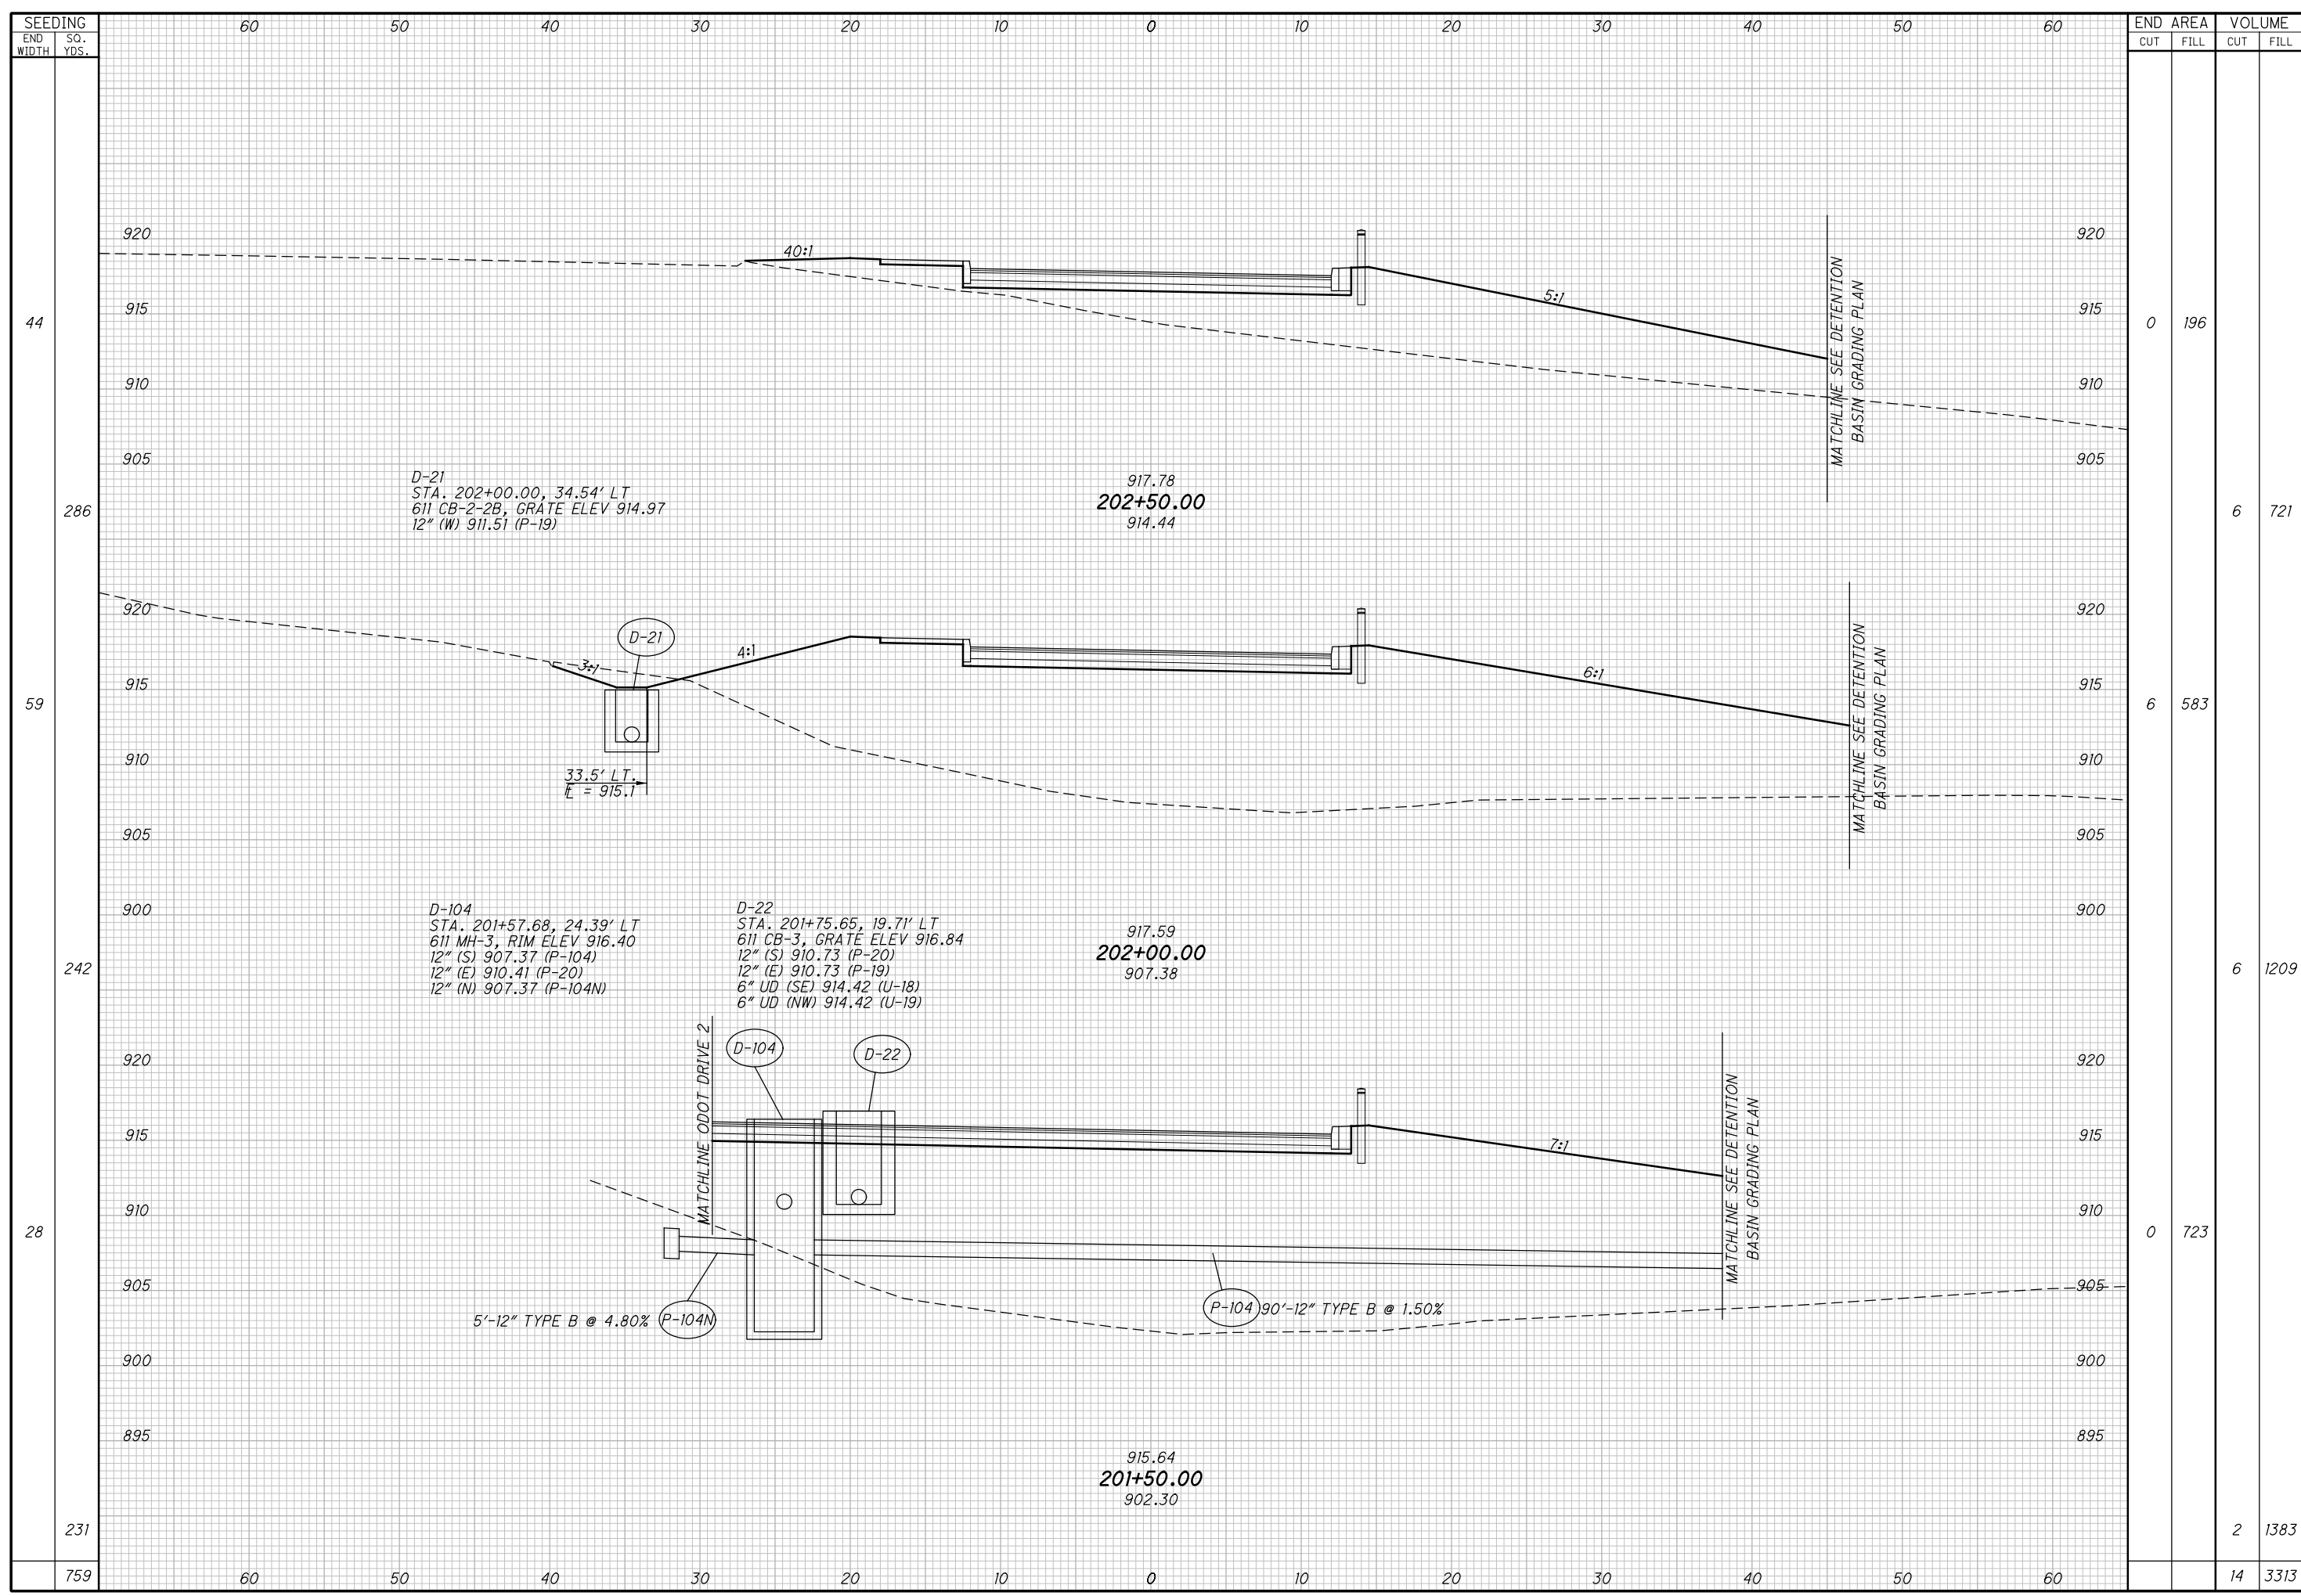 SEEDING
END WIDTH
SQ. YDS.
60 50 40 30 20 10 0 10 20 30 40 50 60
END AREA
VOLUME
CUT FILL CUT FILL
920 920
40:1
5:1
915 915
44
0 196
910 910
MATCHLINE SEE DETENTION
BASIN GRADING PLAN
905 905
D-21
STA. 202+00.00, 34.54' LT
611 CB-2-2B, GRATE ELEV 914.97
12" (W) 911.51 (P-19)
917.78
202+50.00
914.44
286
6 721
920 920
D-21
3:1
4:1
6:1
915 915
59
6 583
910 910
33.5' LT.
℄ = 915.1
MATCHLINE SEE DETENTION
BASIN GRADING PLAN
905 905
900 900
D-104
STA. 201+57.68, 24.39' LT
611 MH-3, RIM ELEV 916.40
12" (S) 907.37 (P-104)
12" (E) 910.41 (P-20)
12" (N) 907.37 (P-104N)
D-22
STA. 201+75.65, 19.71' LT
611 CB-3, GRATE ELEV 916.84
12" (S) 910.73 (P-20)
12" (E) 910.73 (P-19)
6" UD (SE) 914.42 (U-18)
6" UD (NW) 914.42 (U-19)
917.59
202+00.00
907.38
242
6 1209
MATCHLINE ODOT DRIVE 2
D-104
D-22
920 920
915 915
7:1
910 910
28
0 723
MATCHLINE SEE DETENTION
BASIN GRADING PLAN
905 905
5'-12" TYPE B @ 4.80%
P-104N
P-104
90'-12" TYPE B @ 1.50%
900 900
895 895
915.64
201+50.00
902.30
231
2 1383
759
60 50 40 30 20 10 0 10 20 30 40 50 60
14 3313